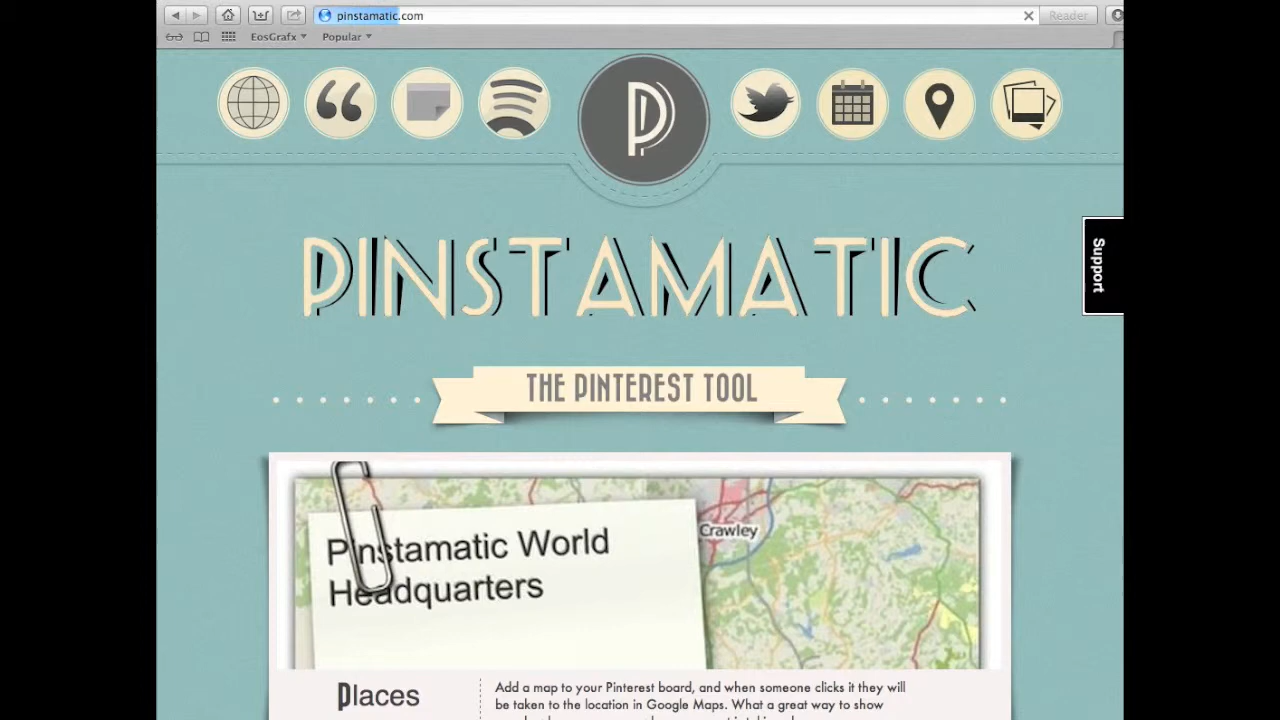 pinstamatic.com
Reader
EosGrafx
Popular
P
PINSTAMATIC
Support
THE PINTEREST TOOL
Crawley
Pinstamatic World
Headquarters
Places
Add a map to your Pinterest board, and when someone clicks it they will
be taken to the location in Google Maps. What a great way to show